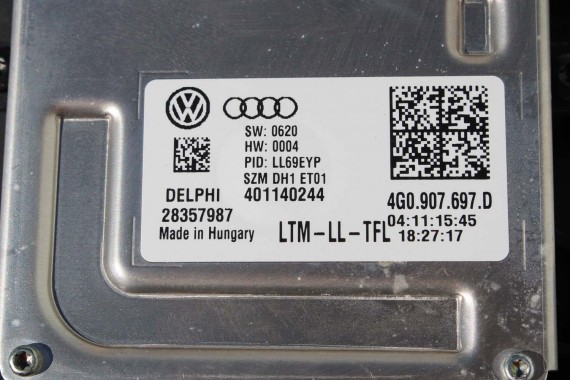 SW: 0620
HW: 0004
PID: LL69EYP
SZM DH1 ET01
DELPHI 401140244 4G0.907.697.D
28357987 LTM-LL-TFL 04:11:15:45
Made in Hungary 18:27:17